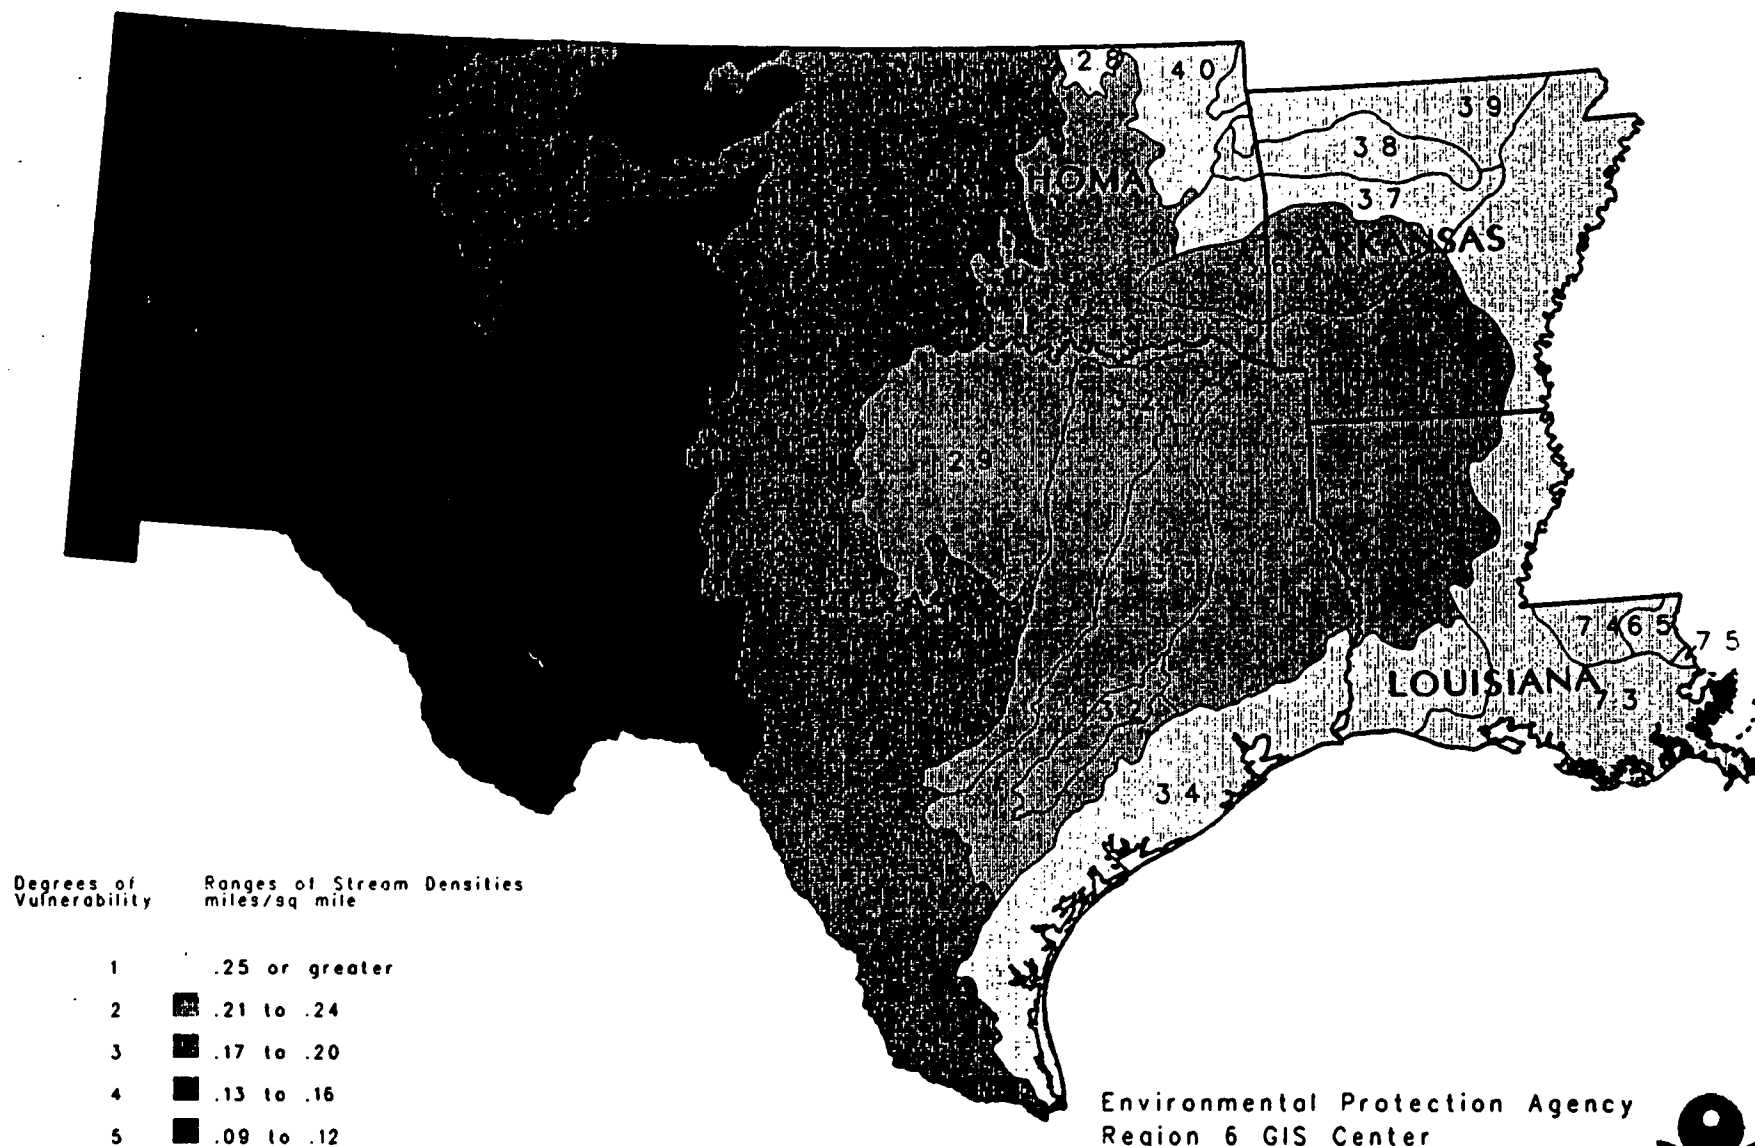 28
40
39
38
HOMA
37
ARKANSAS
32
29
74
65
75
LOUISIANA
73
34
Degrees of Vulnerability
Ranges of Stream Densities miles/sq mile
1 .25 or greater
2 .21 to .24
3 .17 to .20
4 .13 to .16
5 .09 to .12
Environmental Protection Agency
Region 6 GIS Center